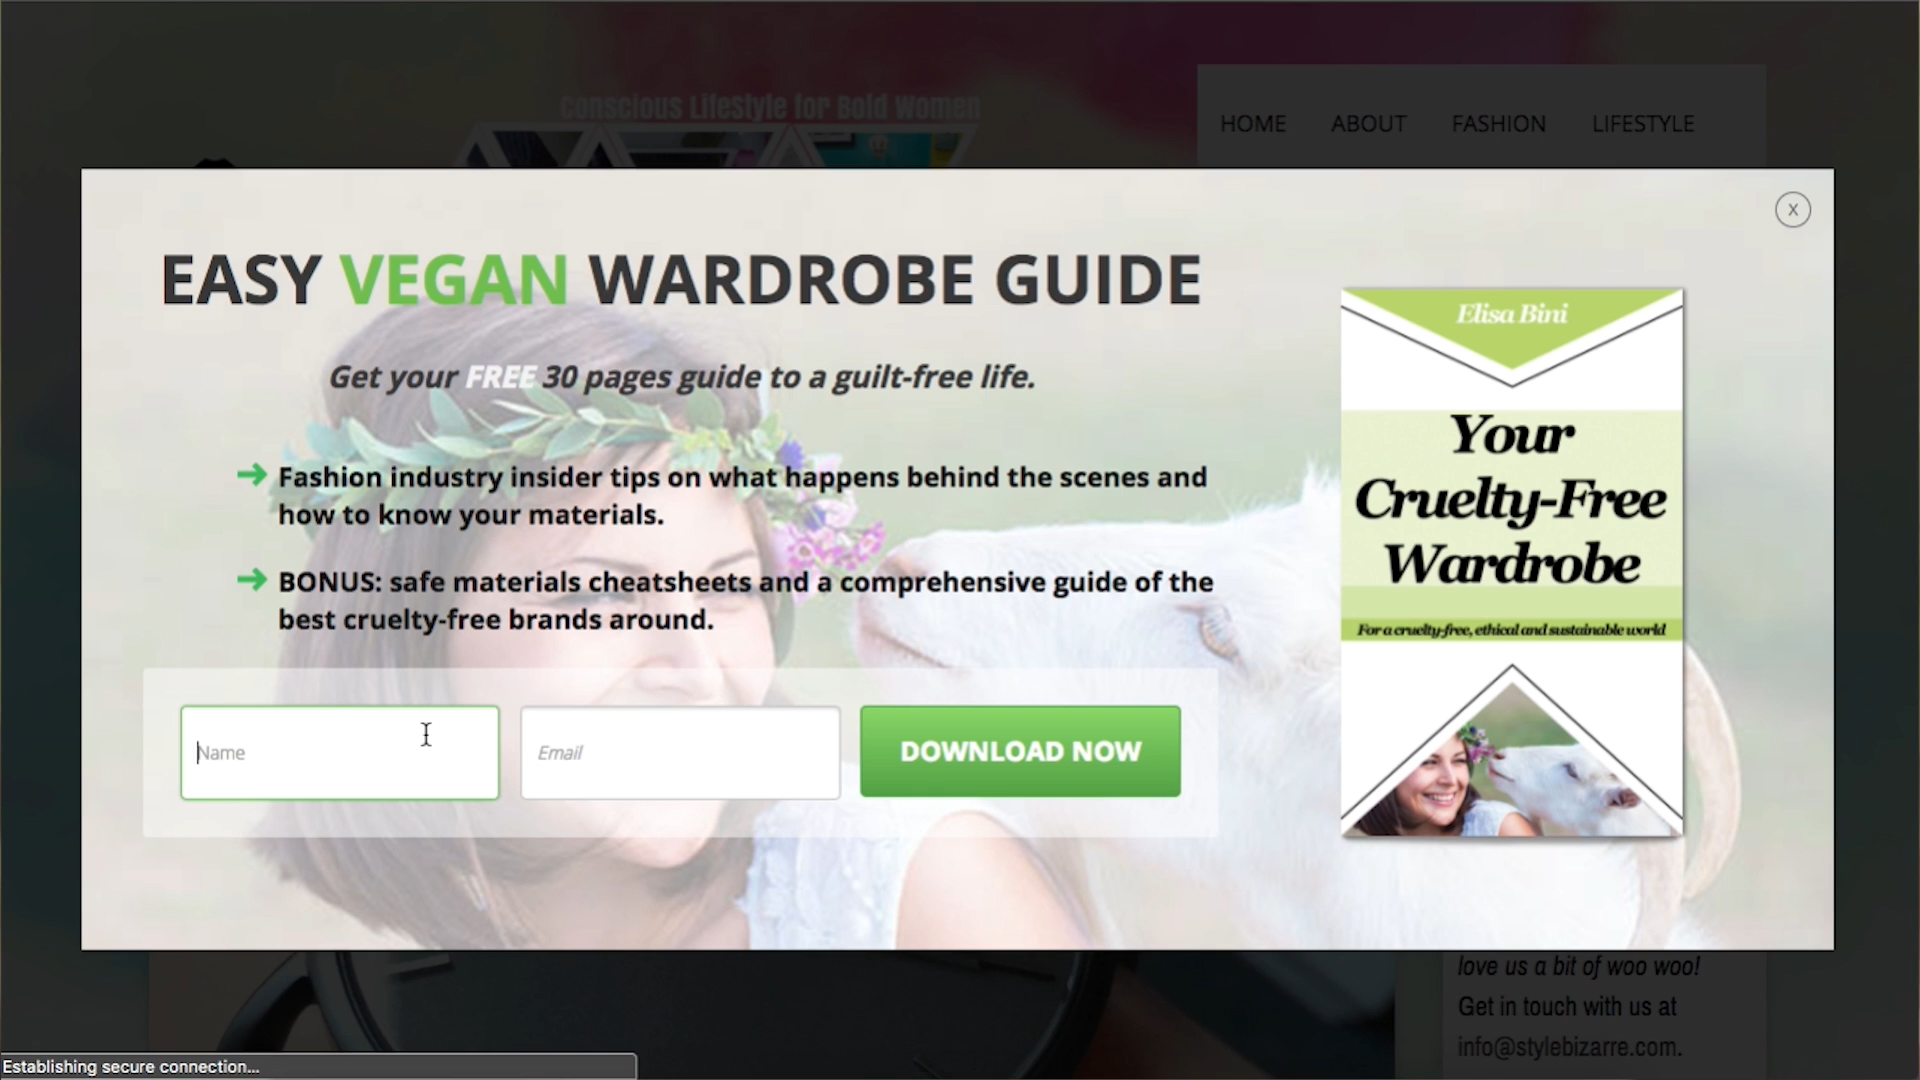 Conscious Lifestyle for Bold Women
HOME ABOUT FASHION LIFESTYLE
X
EASY VEGAN WARDROBE GUIDE
Get your FREE 30 pages guide to a guilt-free life.
Fashion industry insider tips on what happens behind the scenes and
how to know your materials.
BONUS: safe materials cheatsheets and a comprehensive guide of the
best cruelty-free brands around.
Name
Email
DOWNLOAD NOW
Elisa Bini
Your
Cruelty-Free
Wardrobe
For a cruelty-free, ethical and sustainable world
love us a bit of woo woo!
Get in touch with us at
info@stylebizarre.com.
Establishing secure connection...